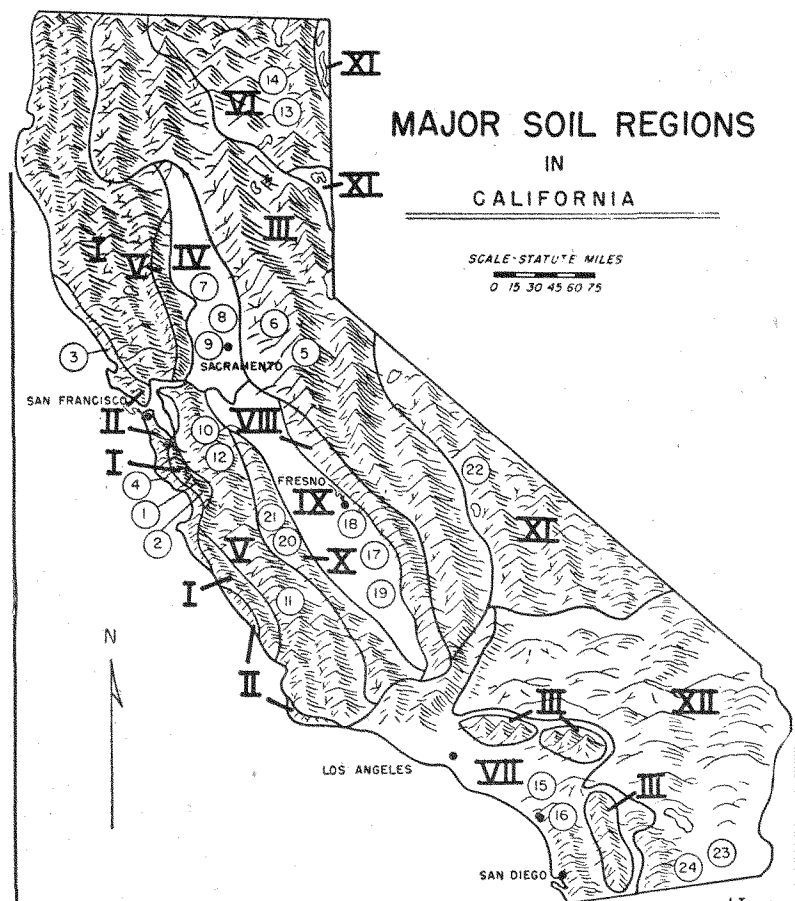 MAJOR SOIL REGIONS
IN
CALIFORNIA
SCALE-STATUTE MILES
0 15 30 45 60 75
XI
14
VI
13
XI
III
I
V
IV
7
8
6
9
SACRAMENTO
5
3
SAN FRANCISCO
II
VIII
10
I
12
22
4
FRESNO
IX
1
21
18
XI
2
20
17
V
X
I
19
11
N
II
III
XII
LOS ANGELES
VII
15
III
16
23
SAN DIEGO
24